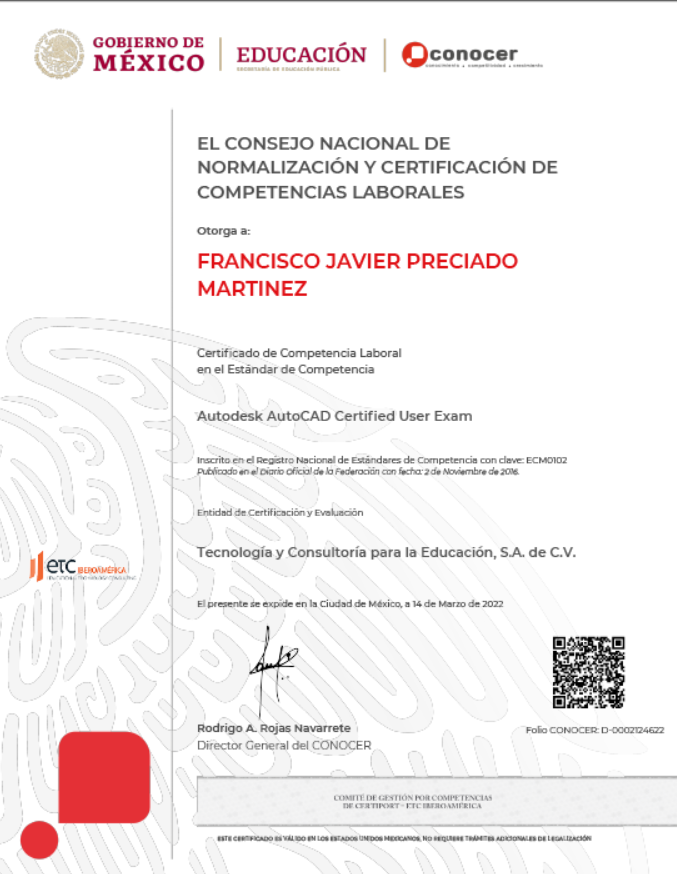 GOBIERNO DE
MÉXICO
EDUCACIÓN
SECRETARÍA DE EDUCACIÓN PÚBLICA
conocer
conocimiento • competitividad • crecimiento
EL CONSEJO NACIONAL DE
NORMALIZACIÓN Y CERTIFICACIÓN DE
COMPETENCIAS LABORALES
Otorga a:
FRANCISCO JAVIER PRECIADO
MARTINEZ
Certificado de Competencia Laboral
en el Estándar de Competencia
Autodesk AutoCAD Certified User Exam
Inscrito en el Registro Nacional de Estándares de Competencia con clave: ECM0102
Publicado en el Diario Oficial de la Federación con fecha: 2 de Noviembre de 2016.
Entidad de Certificación y Evaluación
Tecnología y Consultoría para la Educación, S.A. de C.V.
etc IBEROAMÉRICA
El presente se expide en la Ciudad de México, a 14 de Marzo de 2022
Rodrigo A. Rojas Navarrete
Director General del CONOCER
Folio CONOCER: D-0002124622
COMITÉ DE GESTIÓN POR COMPETENCIAS
DE CERTIPORT – ETC IBEROAMÉRICA
ESTE CERTIFICADO ES VÁLIDO EN LOS ESTADOS UNIDOS MEXICANOS, NO REQUIERE TRÁMITES ADICIONALES DE LEGALIZACIÓN